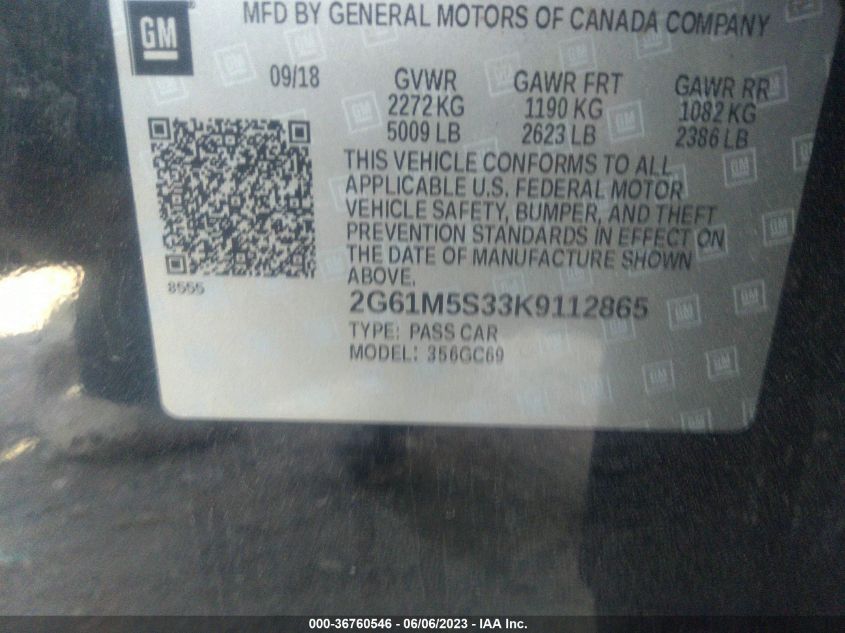 GM
MFD BY GENERAL MOTORS OF CANADA COMPANY
09/18 GVWR GAWR FRT GAWR RR
2272 KG 1190 KG 1082 KG
5009 LB 2623 LB 2386 LB
THIS VEHICLE CONFORMS TO ALL
APPLICABLE U.S. FEDERAL MOTOR
VEHICLE SAFETY, BUMPER, AND THEFT
PREVENTION STANDARDS IN EFFECT ON
THE DATE OF MANUFACTURE SHOWN
ABOVE.
8555
2G61M5S33K9112865
TYPE: PASS CAR
MODEL: 356GC69
000-36760546 - 06/06/2023 - IAA Inc.